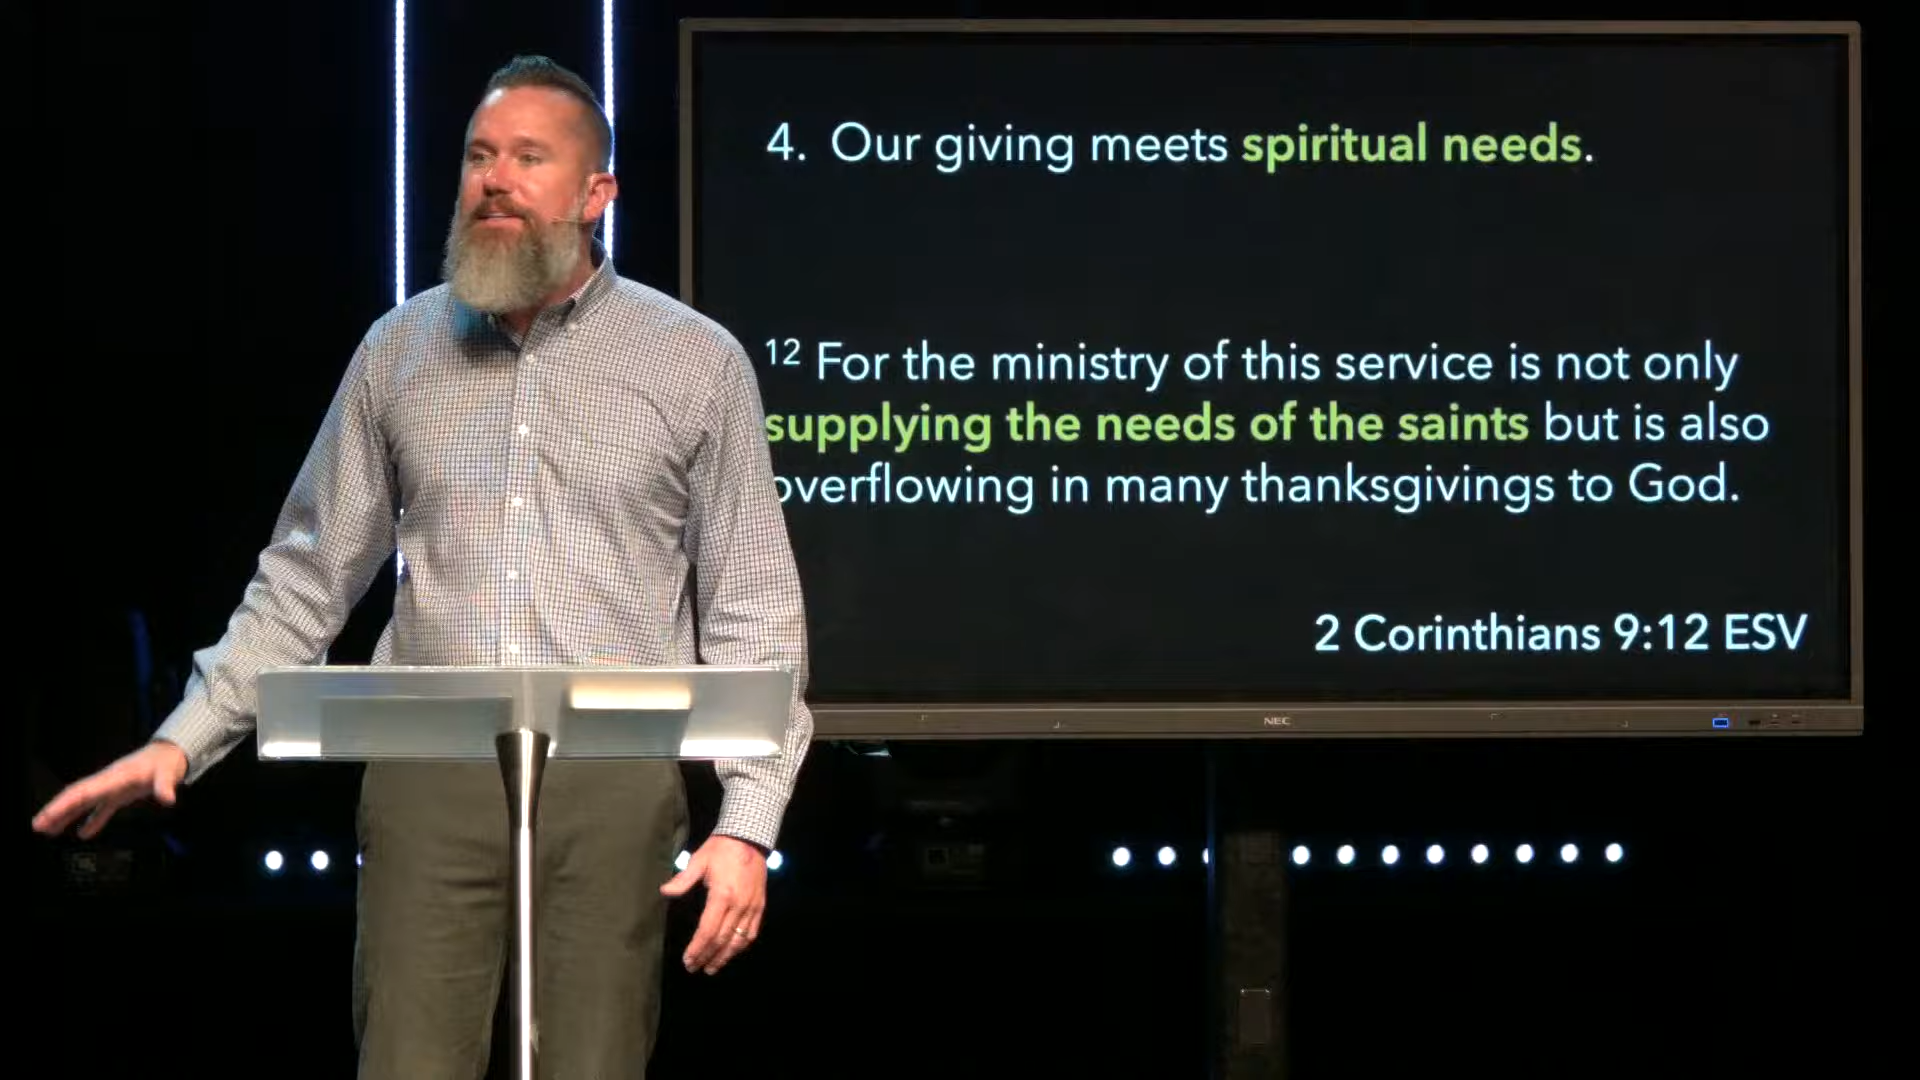 4. Our giving meets spiritual needs.
12 For the ministry of this service is not only
supplying the needs of the saints but is also
overflowing in many thanksgivings to God.
2 Corinthians 9:12 ESV
NEC